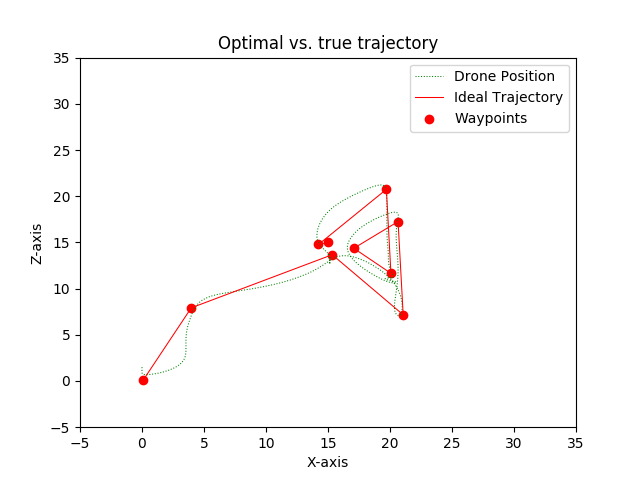 Optimal vs. true trajectory
Drone Position
Ideal Trajectory
Waypoints
35
30
25
20
15
10
5
0
−5
Z-axis
−5 0 5 10 15 20 25 30 35
X-axis